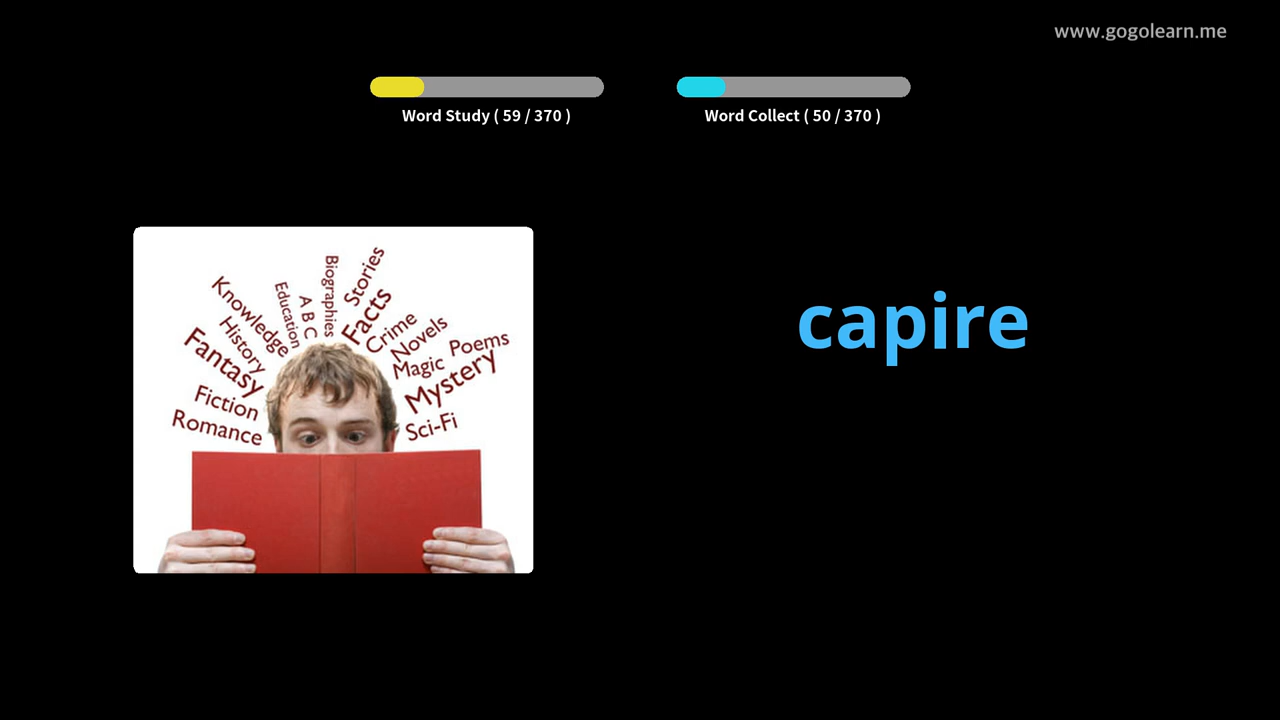 www.gogolearn.me
Word Study ( 59 / 370 )
Word Collect ( 50 / 370 )
Stories
Biographies
Facts
Education
A B C
Knowledge
Crime
Novels
History
Poems
Fantasy
Magic
Mystery
Fiction
Romance
Sci-Fi
capire